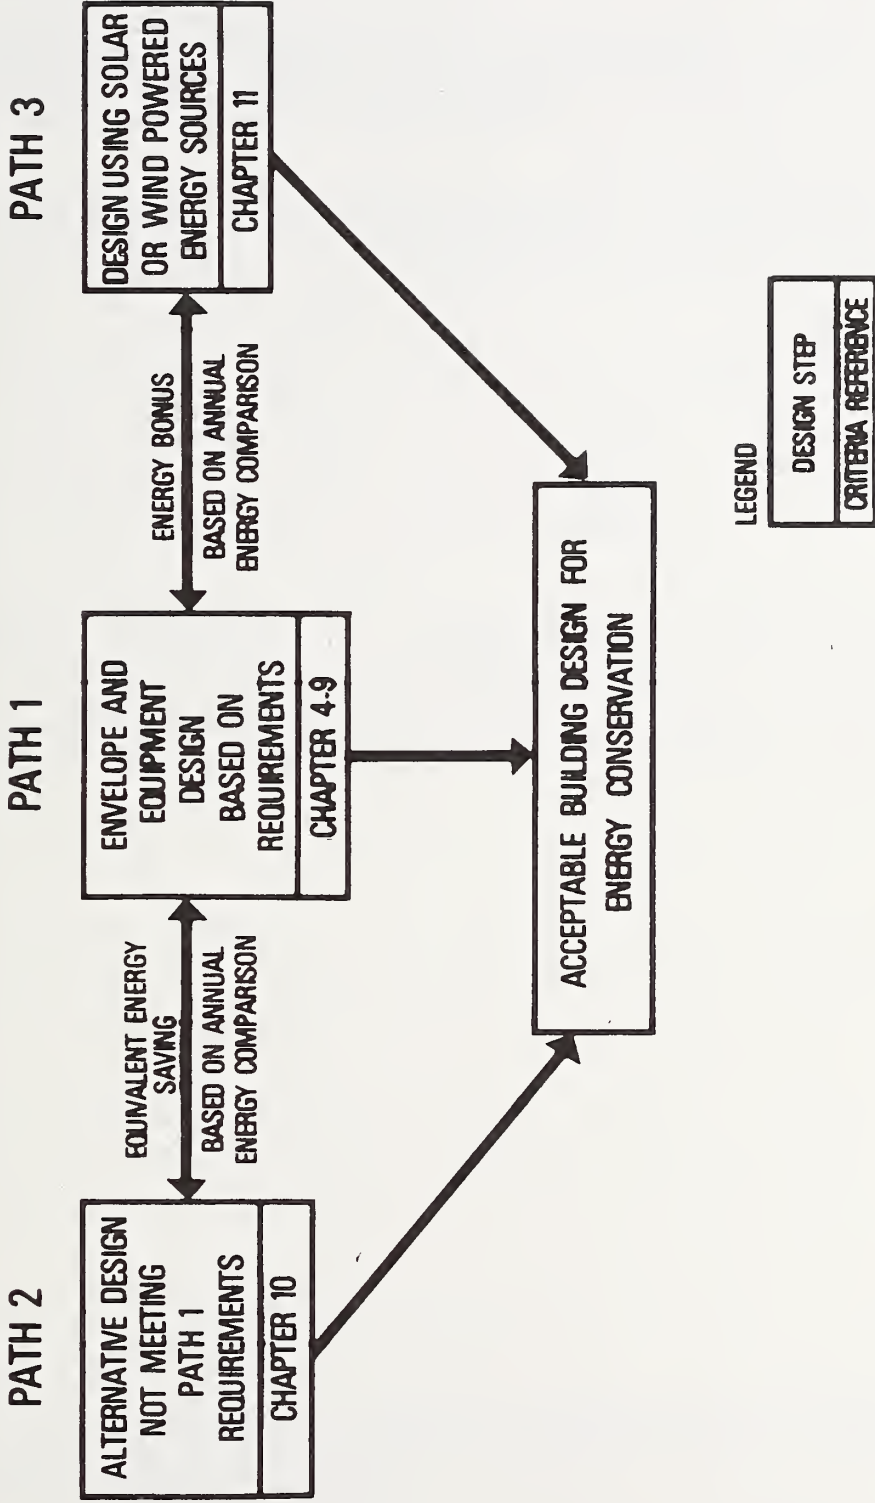 PATH 2
ALTERNATIVE DESIGN
NOT MEETING
PATH 1
REQUIREMENTS
CHAPTER 10
EQUIVALENT ENERGY
SAVING
BASED ON ANNUAL
ENERGY COMPARISON
PATH 1
ENVELOPE AND
EQUIPMENT
DESIGN
BASED ON
REQUIREMENTS
CHAPTER 4-9
ENERGY BONUS
BASED ON ANNUAL
ENERGY COMPARISON
PATH 3
DESIGN USING SOLAR
OR WIND POWERED
ENERGY SOURCES
CHAPTER 11
ACCEPTABLE BUILDING DESIGN FOR
ENERGY CONSERVATION
LEGEND
DESIGN STEP
CRITERIA REFERENCE